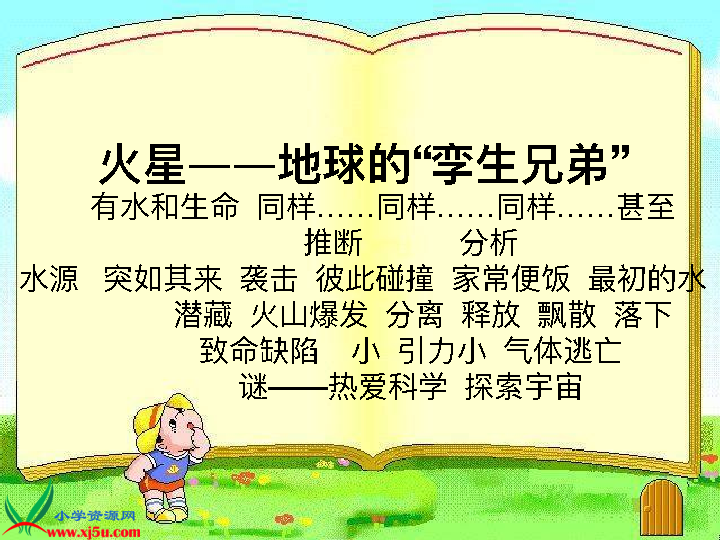 火星——地球的“孪生兄弟”
有水和生命 同样……同样……同样……甚至
推断 分析
水源 突如其来 袭击 彼此碰撞 家常便饭 最初的水
潜藏 火山爆发 分离 释放 飘散 落下
致命缺陷 小 引力小 气体逃亡
谜——热爱科学 探索宇宙
小学资源网
www.xj5u.com